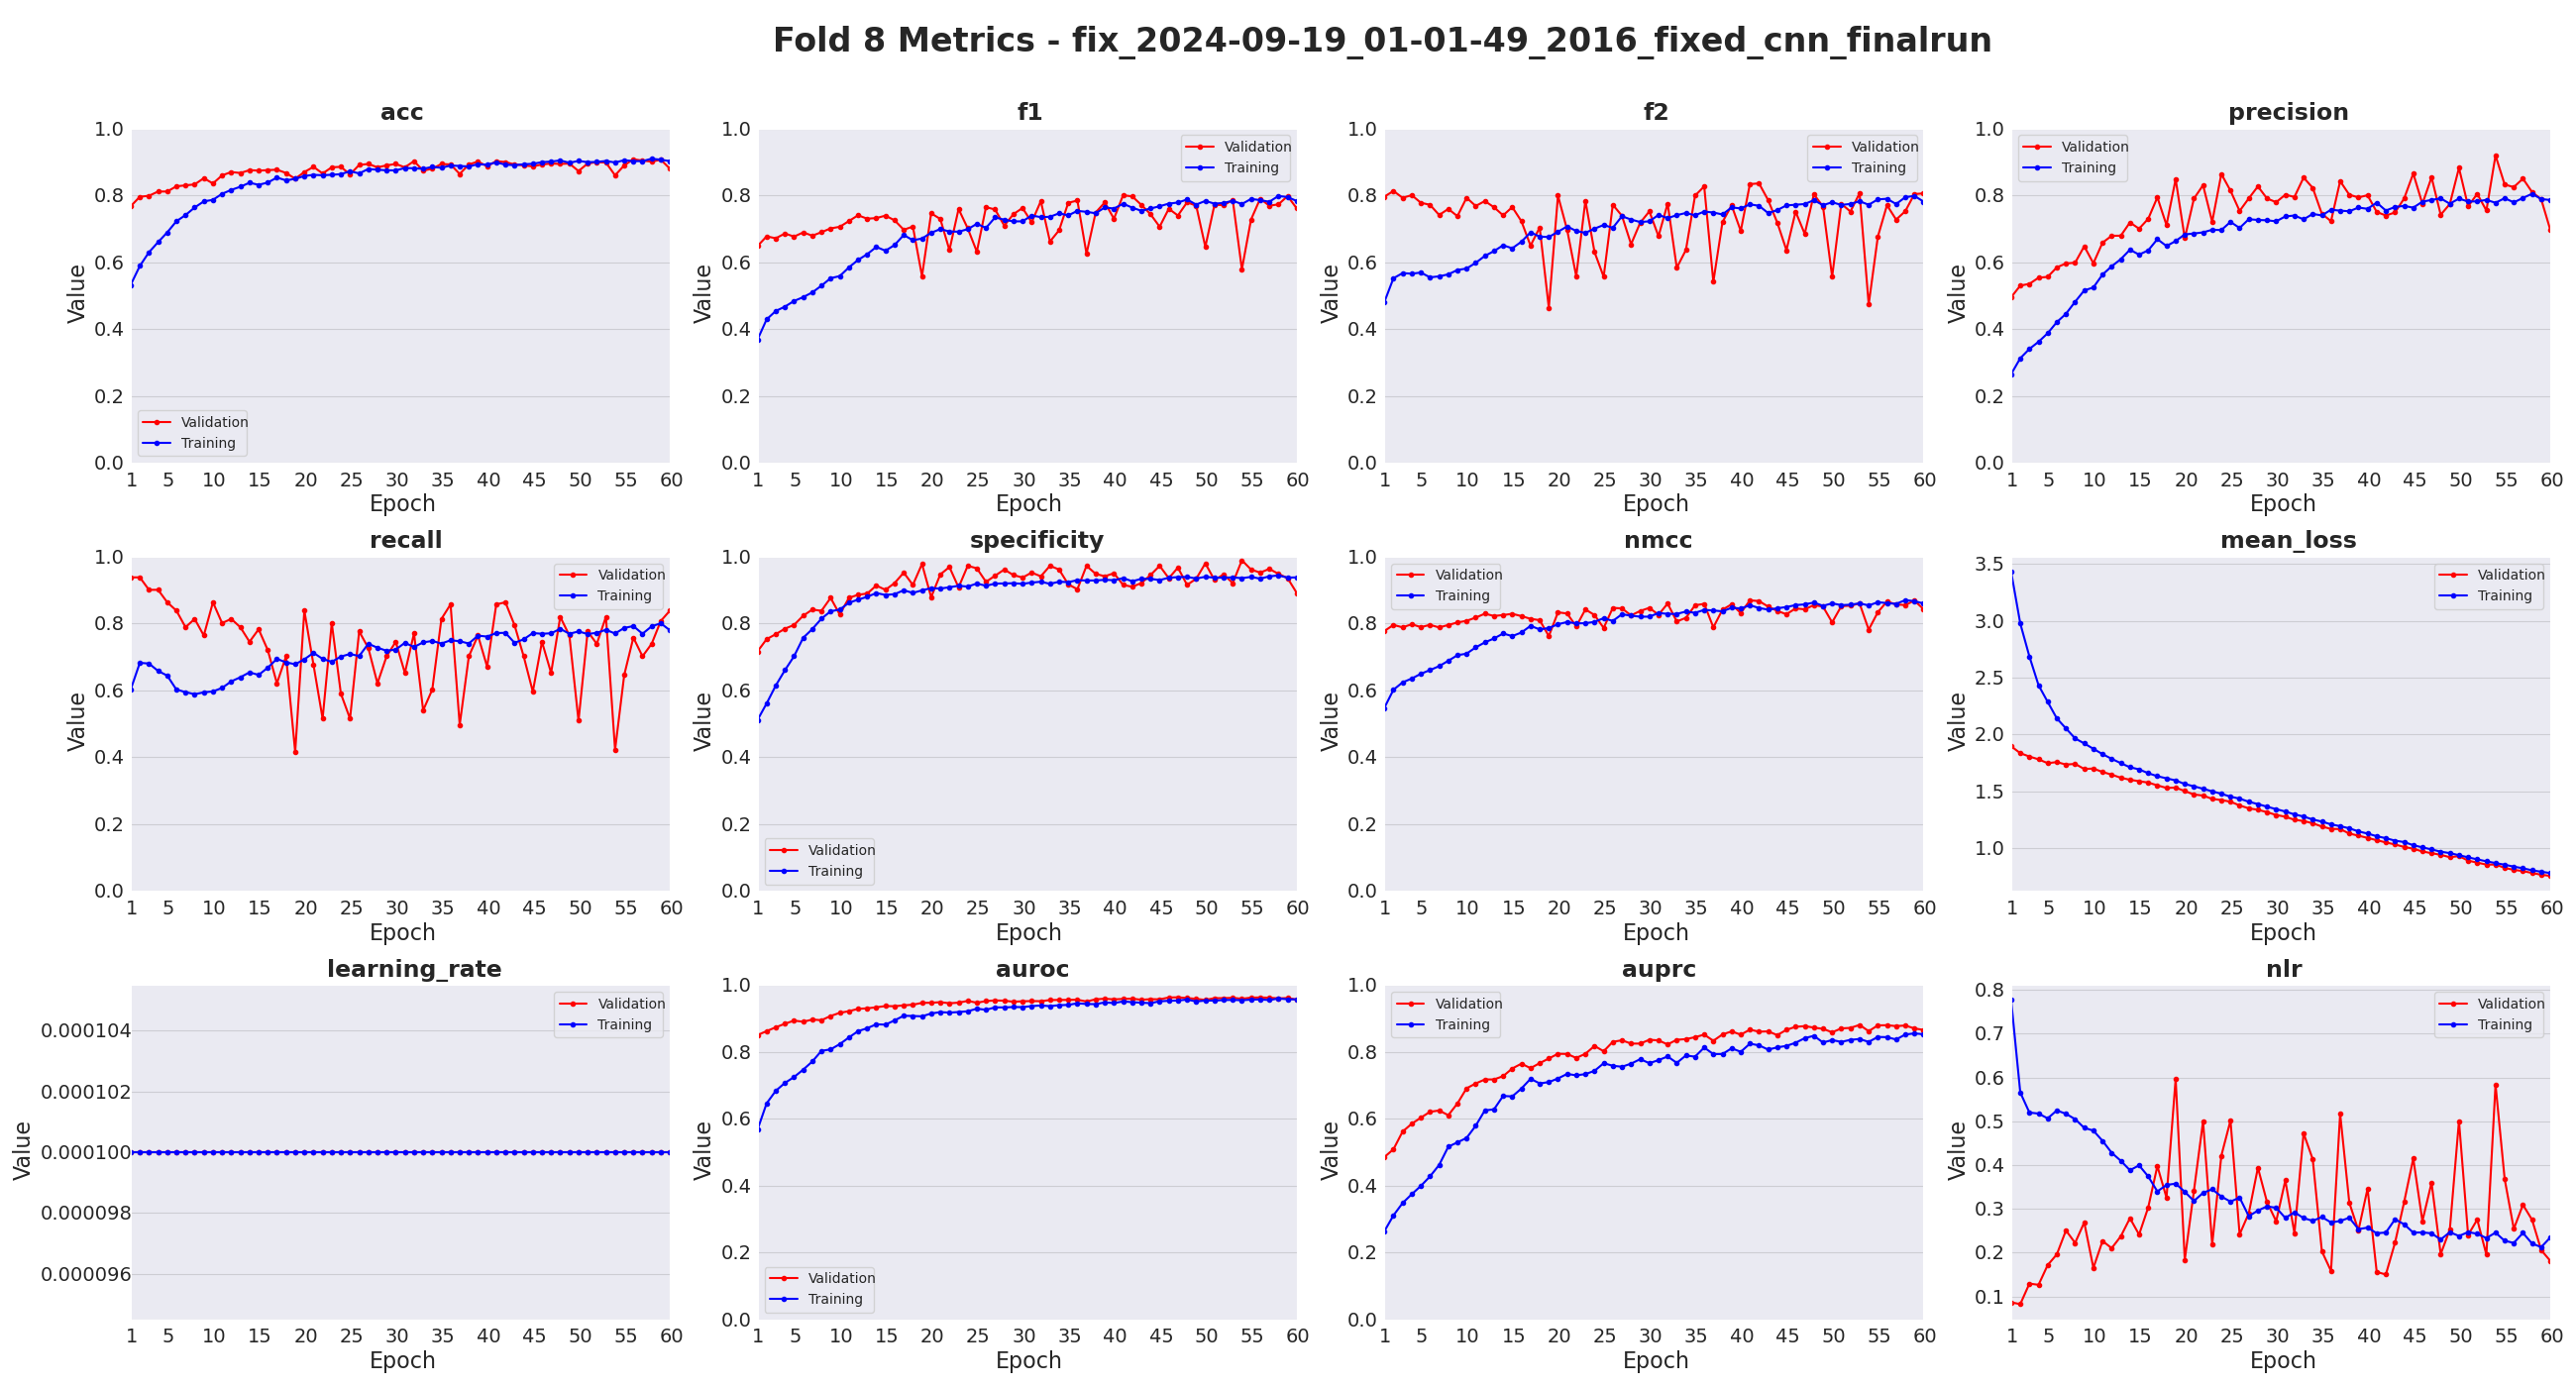 Fold 8 Metrics - fix_2024-09-19_01-01-49_2016_fixed_cnn_finalrun
acc
1.0
0.8
0.6
0.4
0.2
0.0
Value
Validation
Training
1 5 10 15 20 25 30 35 40 45 50 55 60
Epoch
f1
1.0
0.8
0.6
0.4
0.2
0.0
Value
Validation
Training
1 5 10 15 20 25 30 35 40 45 50 55 60
Epoch
f2
1.0
0.8
0.6
0.4
0.2
0.0
Value
Validation
Training
1 5 10 15 20 25 30 35 40 45 50 55 60
Epoch
precision
1.0
0.8
0.6
0.4
0.2
0.0
Value
Validation
Training
1 5 10 15 20 25 30 35 40 45 50 55 60
Epoch
recall
1.0
0.8
0.6
0.4
0.2
0.0
Value
Validation
Training
1 5 10 15 20 25 30 35 40 45 50 55 60
Epoch
specificity
1.0
0.8
0.6
0.4
0.2
0.0
Value
Validation
Training
1 5 10 15 20 25 30 35 40 45 50 55 60
Epoch
nmcc
1.0
0.8
0.6
0.4
0.2
0.0
Value
Validation
Training
1 5 10 15 20 25 30 35 40 45 50 55 60
Epoch
mean_loss
3.5
3.0
2.5
2.0
1.5
1.0
Value
Validation
Training
1 5 10 15 20 25 30 35 40 45 50 55 60
Epoch
learning_rate
0.000104
0.000102
0.000100
0.000098
0.000096
Value
Validation
Training
1 5 10 15 20 25 30 35 40 45 50 55 60
Epoch
auroc
1.0
0.8
0.6
0.4
0.2
0.0
Value
Validation
Training
1 5 10 15 20 25 30 35 40 45 50 55 60
Epoch
auprc
1.0
0.8
0.6
0.4
0.2
0.0
Value
Validation
Training
1 5 10 15 20 25 30 35 40 45 50 55 60
Epoch
nlr
0.8
0.7
0.6
0.5
0.4
0.3
0.2
0.1
Value
Validation
Training
1 5 10 15 20 25 30 35 40 45 50 55 60
Epoch